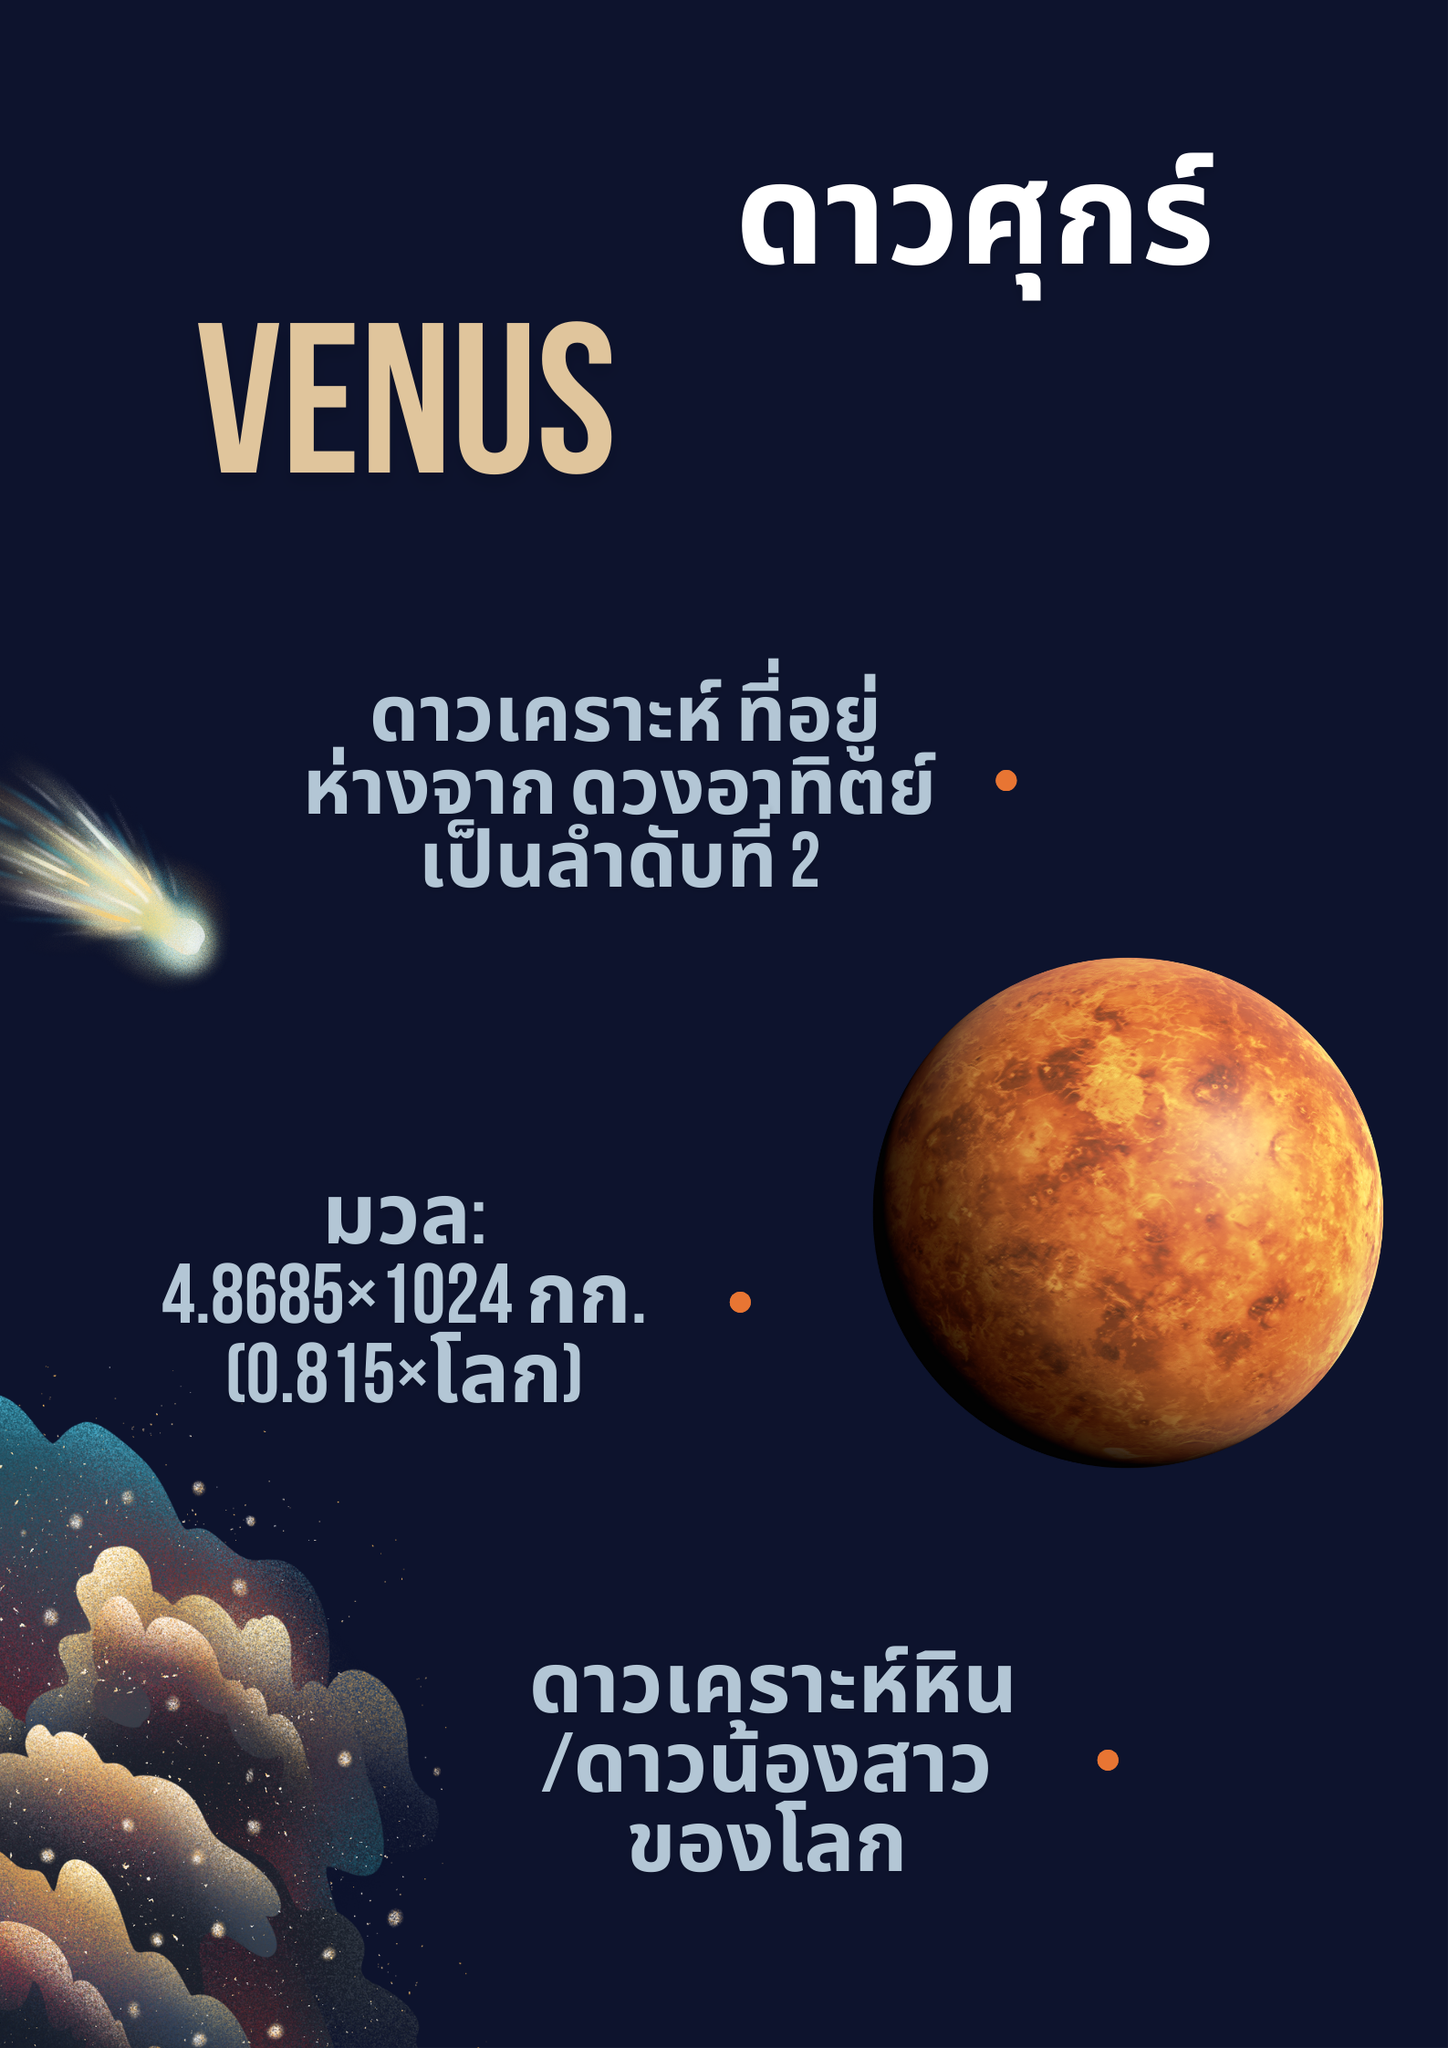 ดาวศุกร์
VENUS
ดาวเคราะห์ ที่อยู่
ห่างจาก ดวงอาทิตย์
เป็นลำดับที่ 2
มวล:
4.8685×1024 กก.
(0.815×โลก)
ดาวเคราะห์หิน
/ดาวน้องสาว
ของโลก